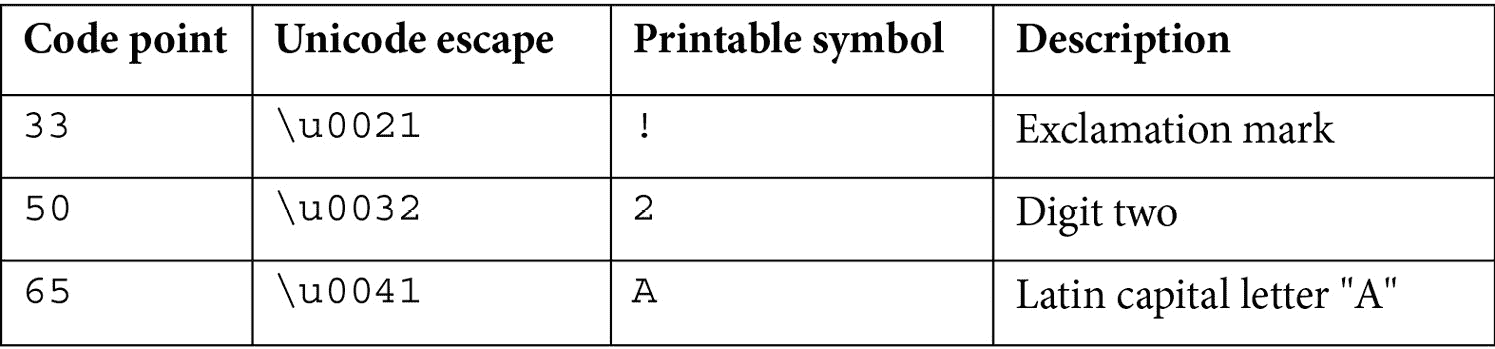 Code point Unicode escape Printable symbol Description
33 \u0021 ! Exclamation mark
50 \u0032 2 Digit two
65 \u0041 A Latin capital letter "A"